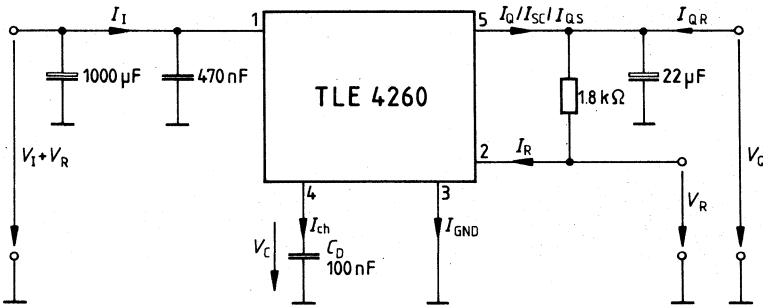 1 I_I 5 I_Q/I_SC/I_QS I_QR
1000 µF 470 nF TLE 4260 1.8 kΩ 22 µF
V_I + V_R 2 I_R V_R V_Q
4 3
I_ch I_GND
V_C C_D
100 nF